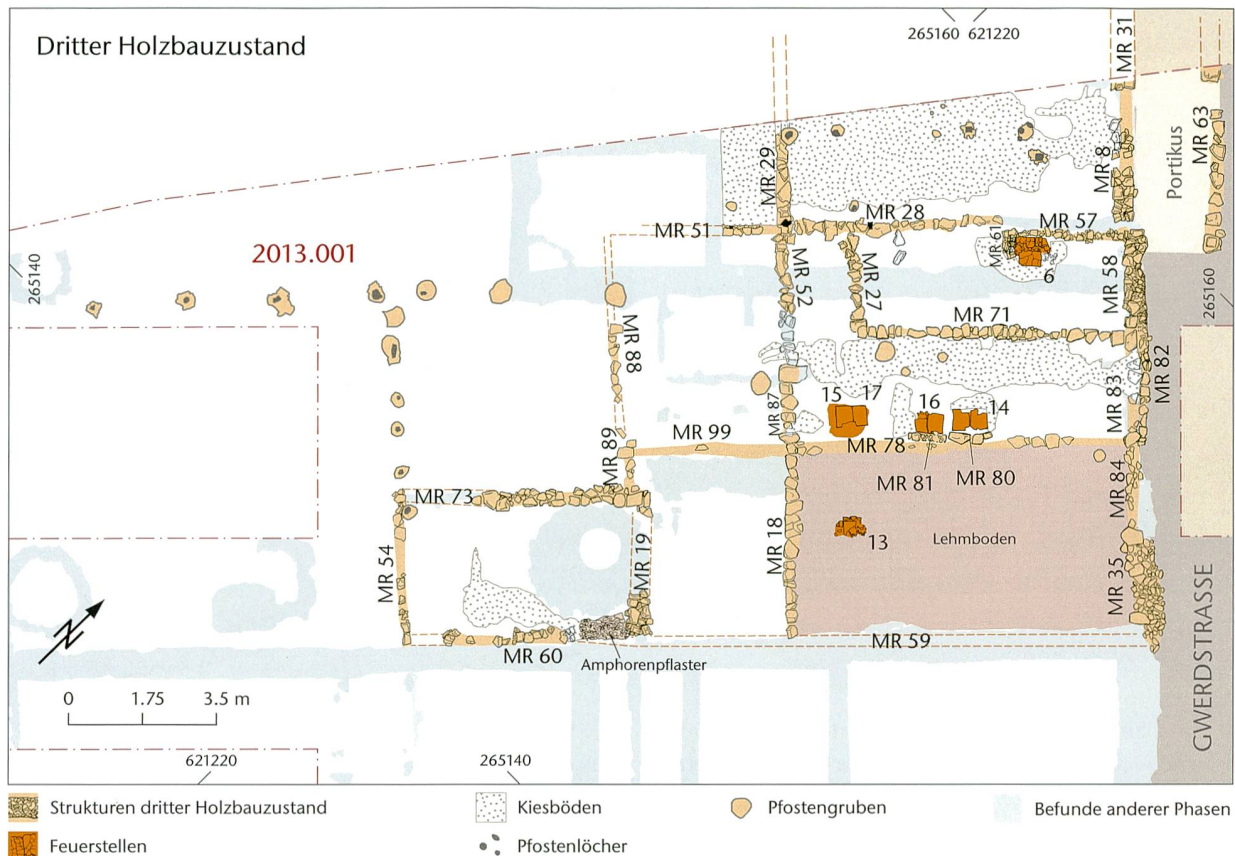 Dritter Holzbauzustand
265160 621220
MR 31
MR 63
Portikus
MR 8
MR 29
MR 28
MR 57
MR 51
MR 61
6
2013.001
265140
MR 52
MR 27
MR 58
265160
MR 71
MR 88
MR 82
MR 83
15 17
16
14
MR 87
MR 99
MR 89
MR 78
MR 81
MR 80
MR 84
MR 73
13
Lehmboden
MR 54
MR 19
MR 18
MR 35
MR 59
MR 60
Amphorenpflaster
GWERDSTRASSE
N
0 1.75 3.5 m
621220
265140
Strukturen dritter Holzbauzustand
Kiesböden
Pfostengruben
Befunde anderer Phasen
Feuerstellen
Pfostenlöcher